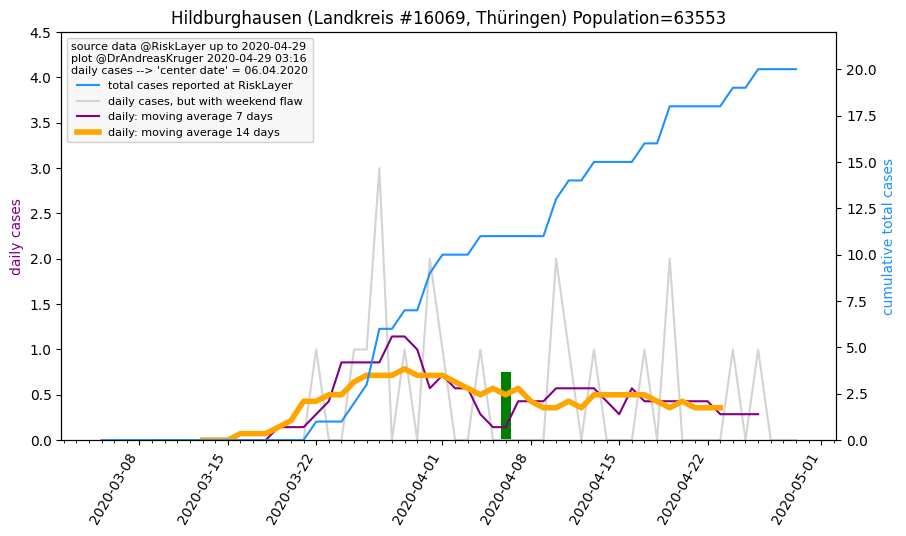 Hildburghausen (Landkreis #16069, Thüringen) Population=63553
source data @RiskLayer up to 2020-04-29
plot @DrAndreasKruger 2020-04-29 03:16
daily cases --> 'center date' = 06.04.2020
total cases reported at RiskLayer
daily cases, but with weekend flaw
daily: moving average 7 days
daily: moving average 14 days
daily cases
4.5
4.0
3.5
3.0
2.5
2.0
1.5
1.0
0.5
0.0
20.0
17.5
15.0
12.5
10.0
7.5
5.0
2.5
0.0
cumulative total cases
2020-03-08
2020-03-15
2020-03-22
2020-04-01
2020-04-08
2020-04-15
2020-04-22
2020-05-01